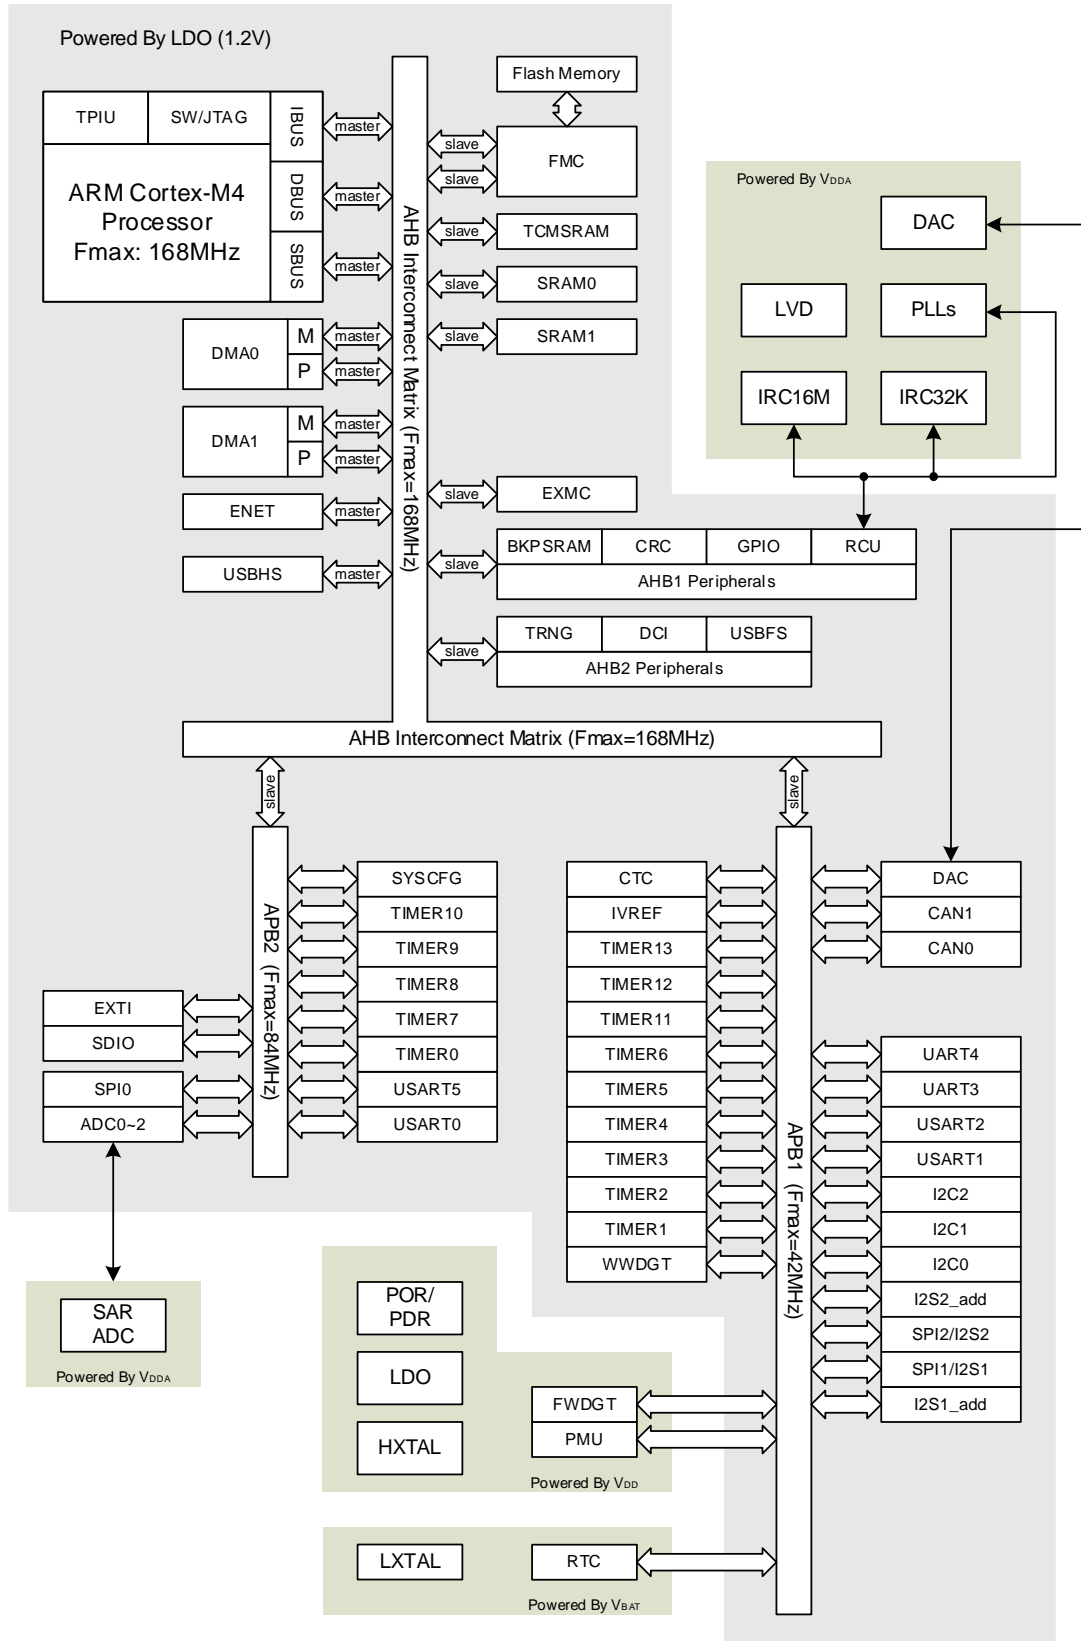 Powered By LDO (1.2V)
TPIU
SW/JTAG
IBUS
DBUS
SBUS
ARM Cortex-M4
Processor
Fmax: 168MHz
master
master
master
DMA0
M
P
master
master
DMA1
M
P
master
master
ENET
master
USBHS
master
AHB Interconnect Matrix (Fmax=168MHz)
Flash Memory
slave
slave
FMC
slave
TCMSRAM
slave
SRAM0
slave
SRAM1
slave
EXMC
slave
BKPSRAM
CRC
GPIO
RCU
AHB1 Peripherals
slave
TRNG
DCI
USBFS
AHB2 Peripherals
Powered By VDDA
DAC
LVD
PLLs
IRC16M
IRC32K
AHB Interconnect Matrix (Fmax=168MHz)
slave
slave
APB2 (Fmax=84MHz)
SYSCFG
TIMER10
TIMER9
TIMER8
TIMER7
TIMER0
USART5
USART0
EXTI
SDIO
SPI0
ADC0~2
SAR
ADC
Powered By VDDA
CTC
IVREF
TIMER13
TIMER12
TIMER11
TIMER6
TIMER5
TIMER4
TIMER3
TIMER2
TIMER1
WWDGT
APB1 (Fmax=42MHz)
DAC
CAN1
CAN0
UART4
UART3
USART2
USART1
I2C2
I2C1
I2C0
I2S2_add
SPI2/I2S2
SPI1/I2S1
I2S1_add
POR/
PDR
LDO
HXTAL
FWDGT
PMU
Powered By VDD
LXTAL
RTC
Powered By VBAT